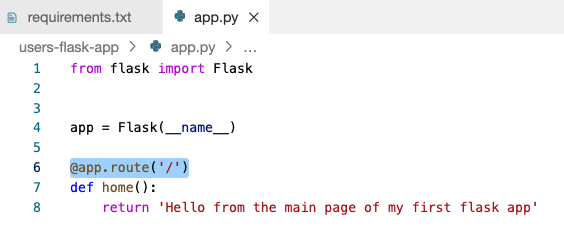 requirements.txt app.py ×
users-flask-app > app.py > ...
1 from flask import Flask
2
3
4 app = Flask(__name__)
5
6 @app.route('/')
7 def home():
8     return 'Hello from the main page of my first flask app'